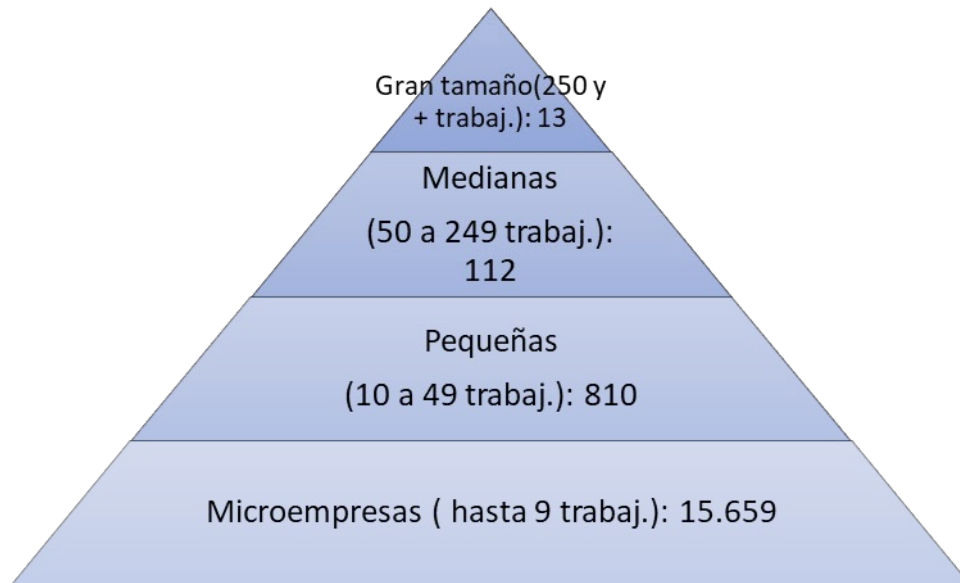 Gran tamaño(250 y
+ trabaj.): 13
Medianas
(50 a 249 trabaj.):
112
Pequeñas
(10 a 49 trabaj.): 810
Microempresas ( hasta 9 trabaj.): 15.659